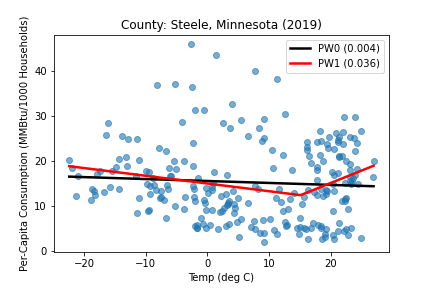 County: Steele, Minnesota (2019)
PW0 (0.004)
PW1 (0.036)
Per-Capita Consumption (MMBtu/1000 Households)
40
30
20
10
0
−20 −10 0 10 20
Temp (deg C)